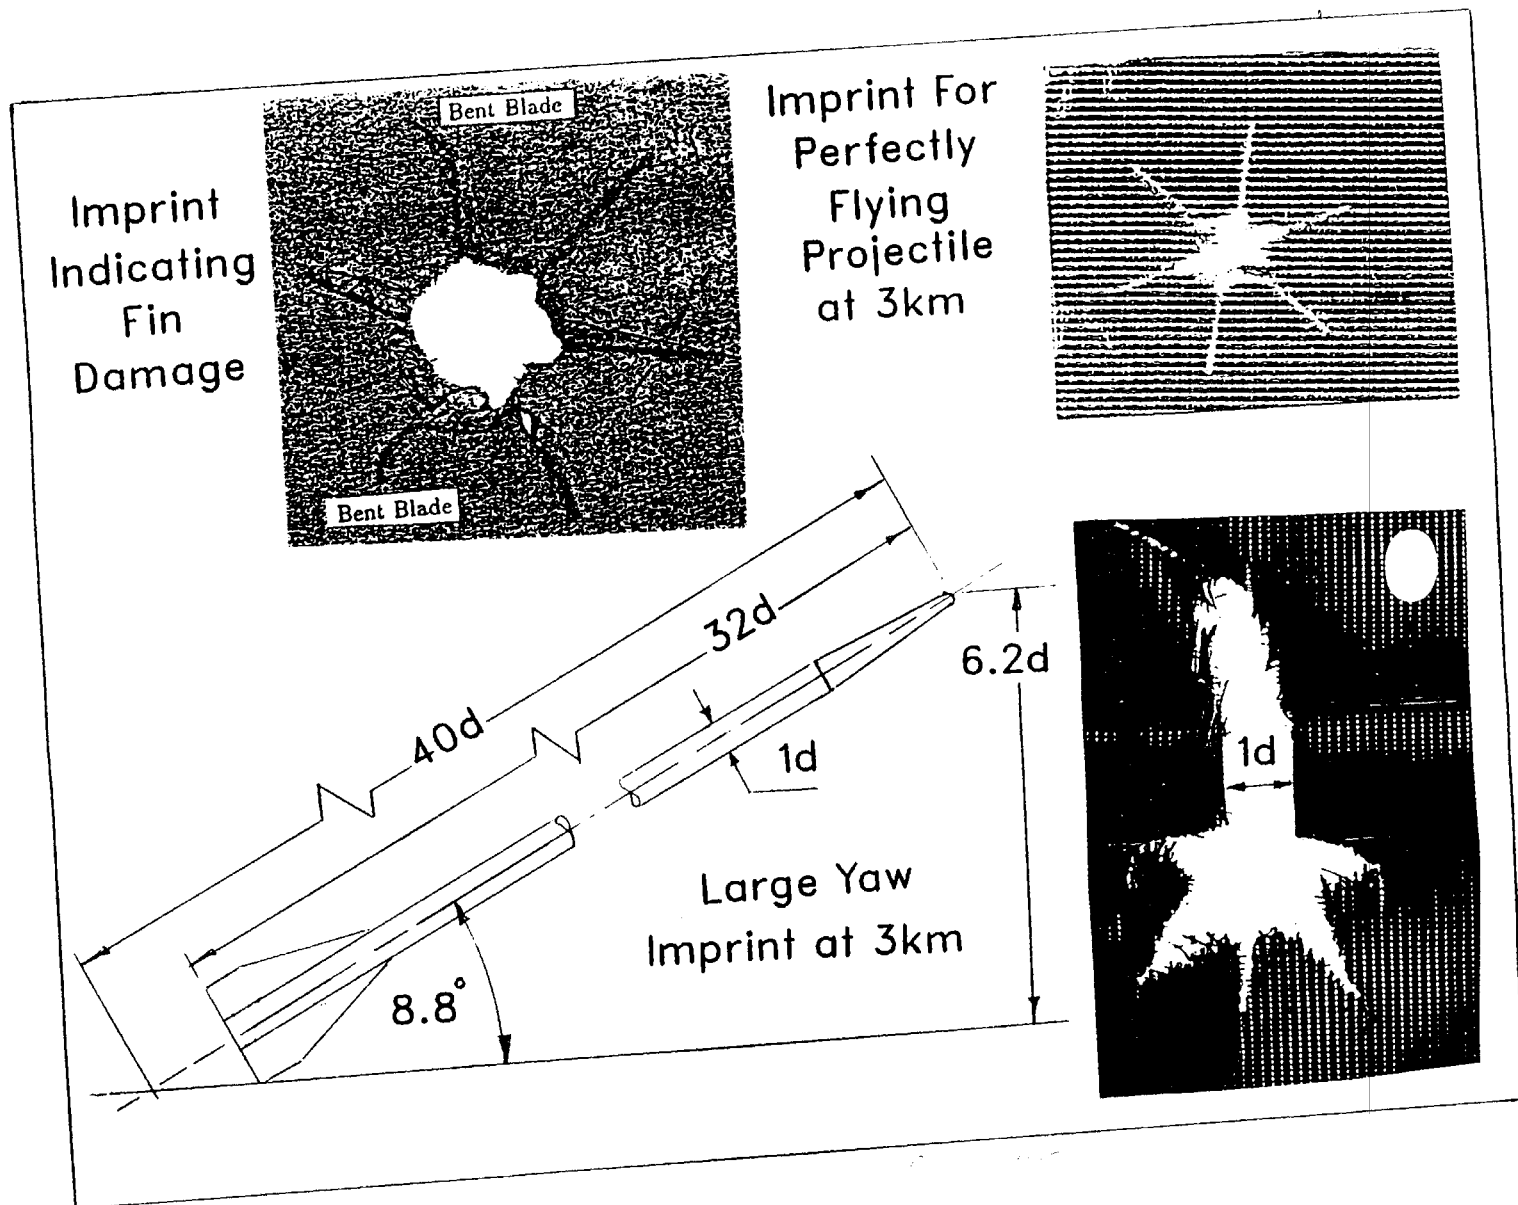 Imprint
Indicating
Fin
Damage
Bent Blade
Bent Blade
Imprint For
Perfectly
Flying
Projectile
at 3km
40d
32d
1d
6.2d
8.8°
Large Yaw
Imprint at 3km
1d